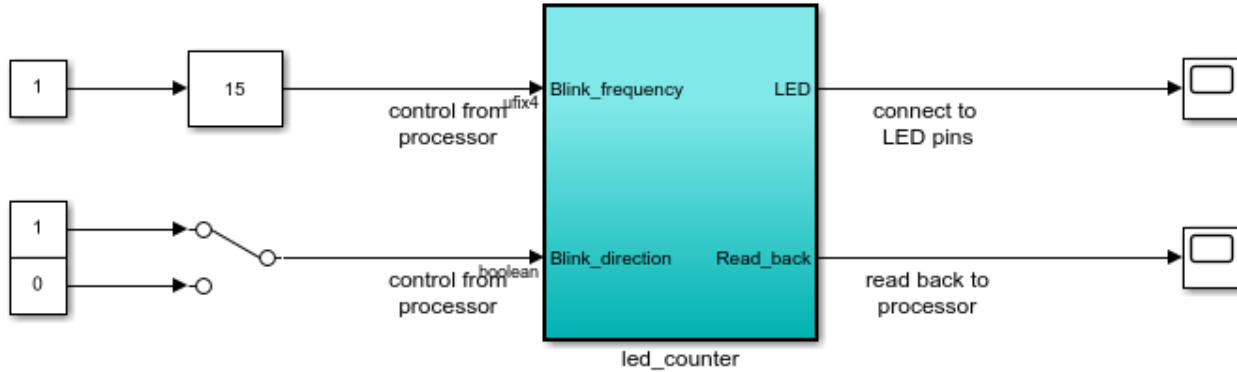 1
15
control from
processor
ufix4
Blink_frequency
LED
connect to
LED pins
1
0
control from
processor
boolean
Blink_direction
Read_back
read back to
processor
led_counter